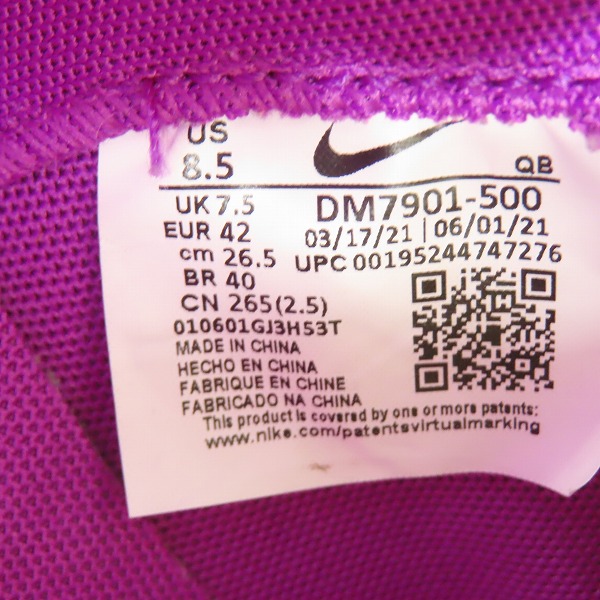 US
8.5
QB
UK 7.5
DM7901-500
EUR 42
03/17/21 | 06/01/21
cm 26.5
UPC 00195244747276
BR 40
CN 265(2.5)
010601GJ3H53T
MADE IN CHINA
HECHO EN CHINA
FABRIQUE EN CHINE
FABRICADO NA CHINA
This product is covered by one or more patents:
www.nike.com/patentsvirtualmarking